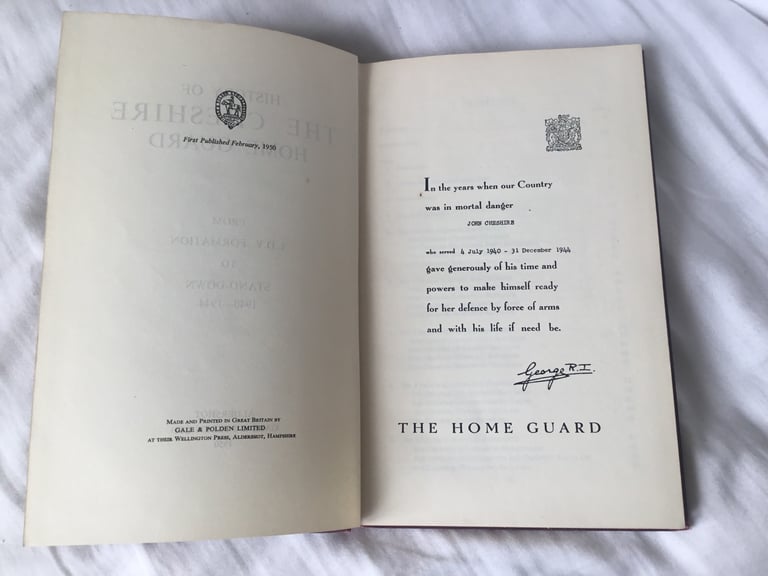 First Published February, 1950
MADE AND PRINTED IN GREAT BRITAIN BY
GALE & POLDEN LIMITED
AT THEIR WELLINGTON PRESS, ALDERSHOT, HAMPSHIRE
In the years when our Country
was in mortal danger
JOHN CHESHIRE
who served 4 July 1940 - 31 December 1944
gave generously of his time and
powers to make himself ready
for her defence by force of arms
and with his life if need be.
George R.I.
THE HOME GUARD